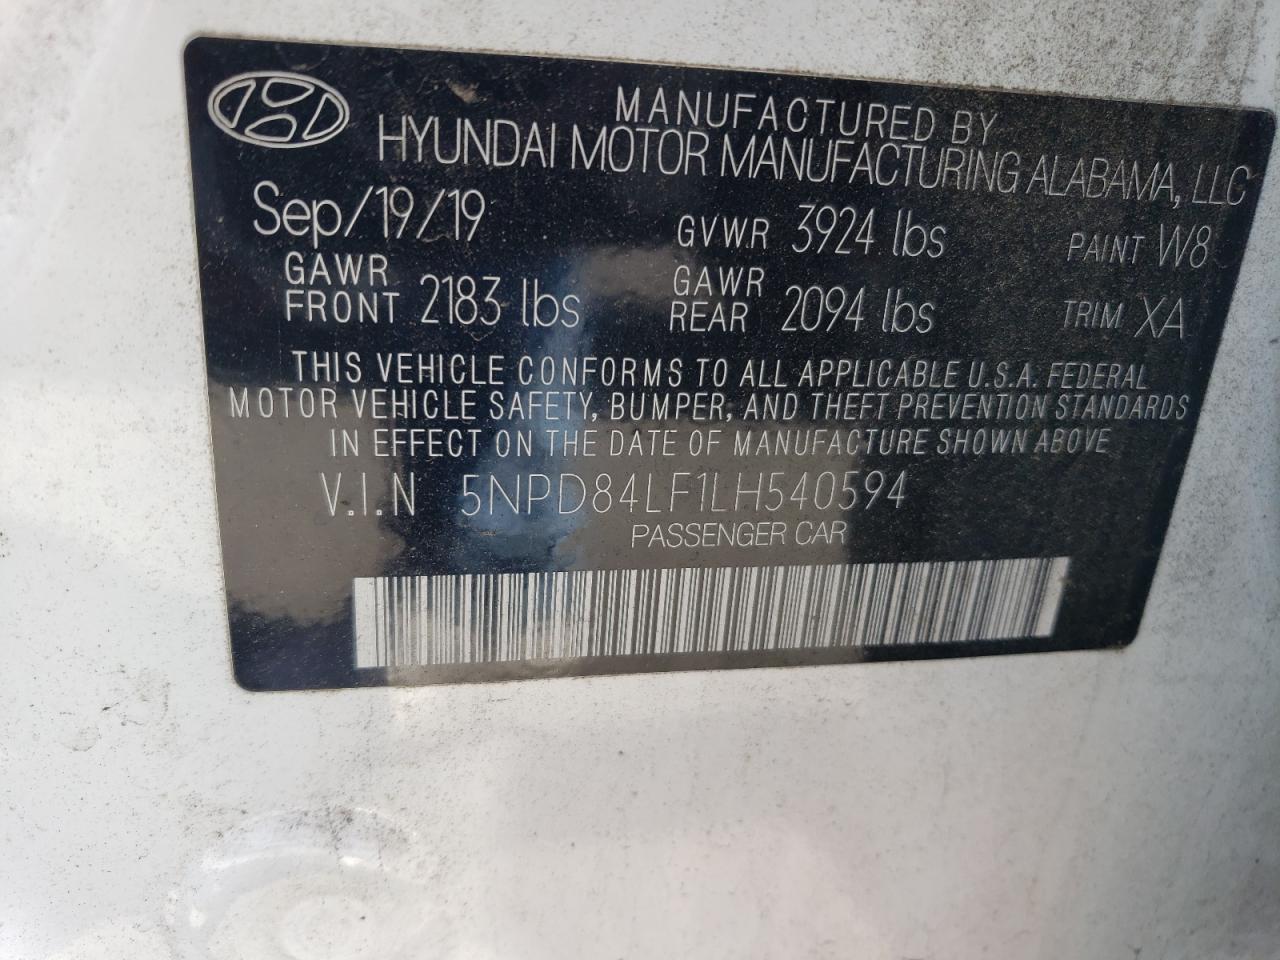 MANUFACTURED BY
HYUNDAI MOTOR MANUFACTURING ALABAMA, LLC
Sep/19/19 GVWR 3924 lbs PAINT W8
GAWR FRONT 2183 lbs GAWR REAR 2094 lbs TRIM XA
THIS VEHICLE CONFORMS TO ALL APPLICABLE U.S.A. FEDERAL
MOTOR VEHICLE SAFETY, BUMPER, AND THEFT PREVENTION STANDARDS
IN EFFECT ON THE DATE OF MANUFACTURE SHOWN ABOVE
V.I.N 5NPD84LF1LH540594
PASSENGER CAR